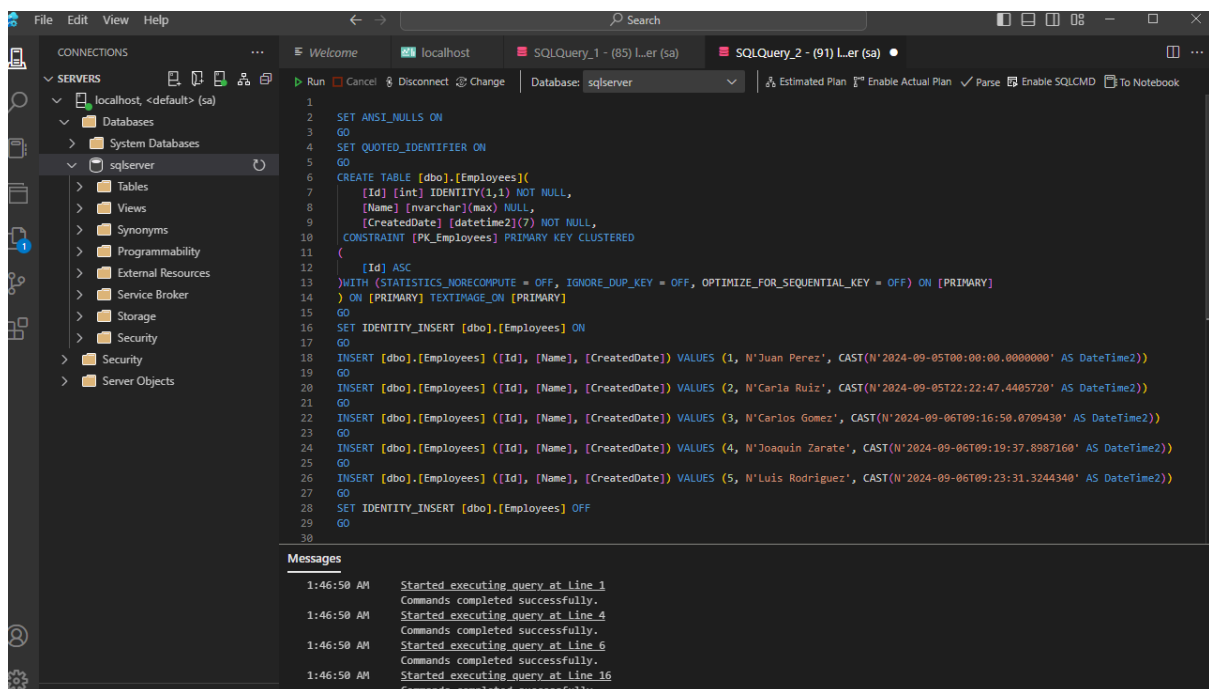 File Edit View Help
Search
CONNECTIONS
SERVERS
localhost, <default> (sa)
Databases
System Databases
sqlserver
Tables
Views
Synonyms
Programmability
External Resources
Service Broker
Storage
Security
Security
Server Objects
1
Welcome
localhost
SQLQuery_1 - (85) l...er (sa)
SQLQuery_2 - (91) l...er (sa)
Run Cancel Disconnect Change Database: sqlserver Estimated Plan Enable Actual Plan Parse Enable SQLCMD To Notebook
1
2 SET ANSI_NULLS ON
3 GO
4 SET QUOTED_IDENTIFIER ON
5 GO
6 CREATE TABLE [dbo].[Employees](
7 [Id] [int] IDENTITY(1,1) NOT NULL,
8 [Name] [nvarchar](max) NULL,
9 [CreatedDate] [datetime2](7) NOT NULL,
10 CONSTRAINT [PK_Employees] PRIMARY KEY CLUSTERED
11 (
12 [Id] ASC
13 )WITH (STATISTICS_NORECOMPUTE = OFF, IGNORE_DUP_KEY = OFF, OPTIMIZE_FOR_SEQUENTIAL_KEY = OFF) ON [PRIMARY]
14 ) ON [PRIMARY] TEXTIMAGE_ON [PRIMARY]
15 GO
16 SET IDENTITY_INSERT [dbo].[Employees] ON
17 GO
18 INSERT [dbo].[Employees] ([Id], [Name], [CreatedDate]) VALUES (1, N'Juan Perez', CAST(N'2024-09-05T00:00:00.0000000' AS DateTime2))
19 GO
20 INSERT [dbo].[Employees] ([Id], [Name], [CreatedDate]) VALUES (2, N'Carla Ruiz', CAST(N'2024-09-05T22:22:47.4405720' AS DateTime2))
21 GO
22 INSERT [dbo].[Employees] ([Id], [Name], [CreatedDate]) VALUES (3, N'Carlos Gomez', CAST(N'2024-09-06T09:16:50.0709430' AS DateTime2))
23 GO
24 INSERT [dbo].[Employees] ([Id], [Name], [CreatedDate]) VALUES (4, N'Joaquin Zarate', CAST(N'2024-09-06T09:19:37.8987160' AS DateTime2))
25 GO
26 INSERT [dbo].[Employees] ([Id], [Name], [CreatedDate]) VALUES (5, N'Luis Rodriguez', CAST(N'2024-09-06T09:23:31.3244340' AS DateTime2))
27 GO
28 SET IDENTITY_INSERT [dbo].[Employees] OFF
29 GO
30
Messages
1:46:50 AM Started executing query at Line 1
Commands completed successfully.
1:46:50 AM Started executing query at Line 4
Commands completed successfully.
1:46:50 AM Started executing query at Line 6
Commands completed successfully.
1:46:50 AM Started executing query at Line 16